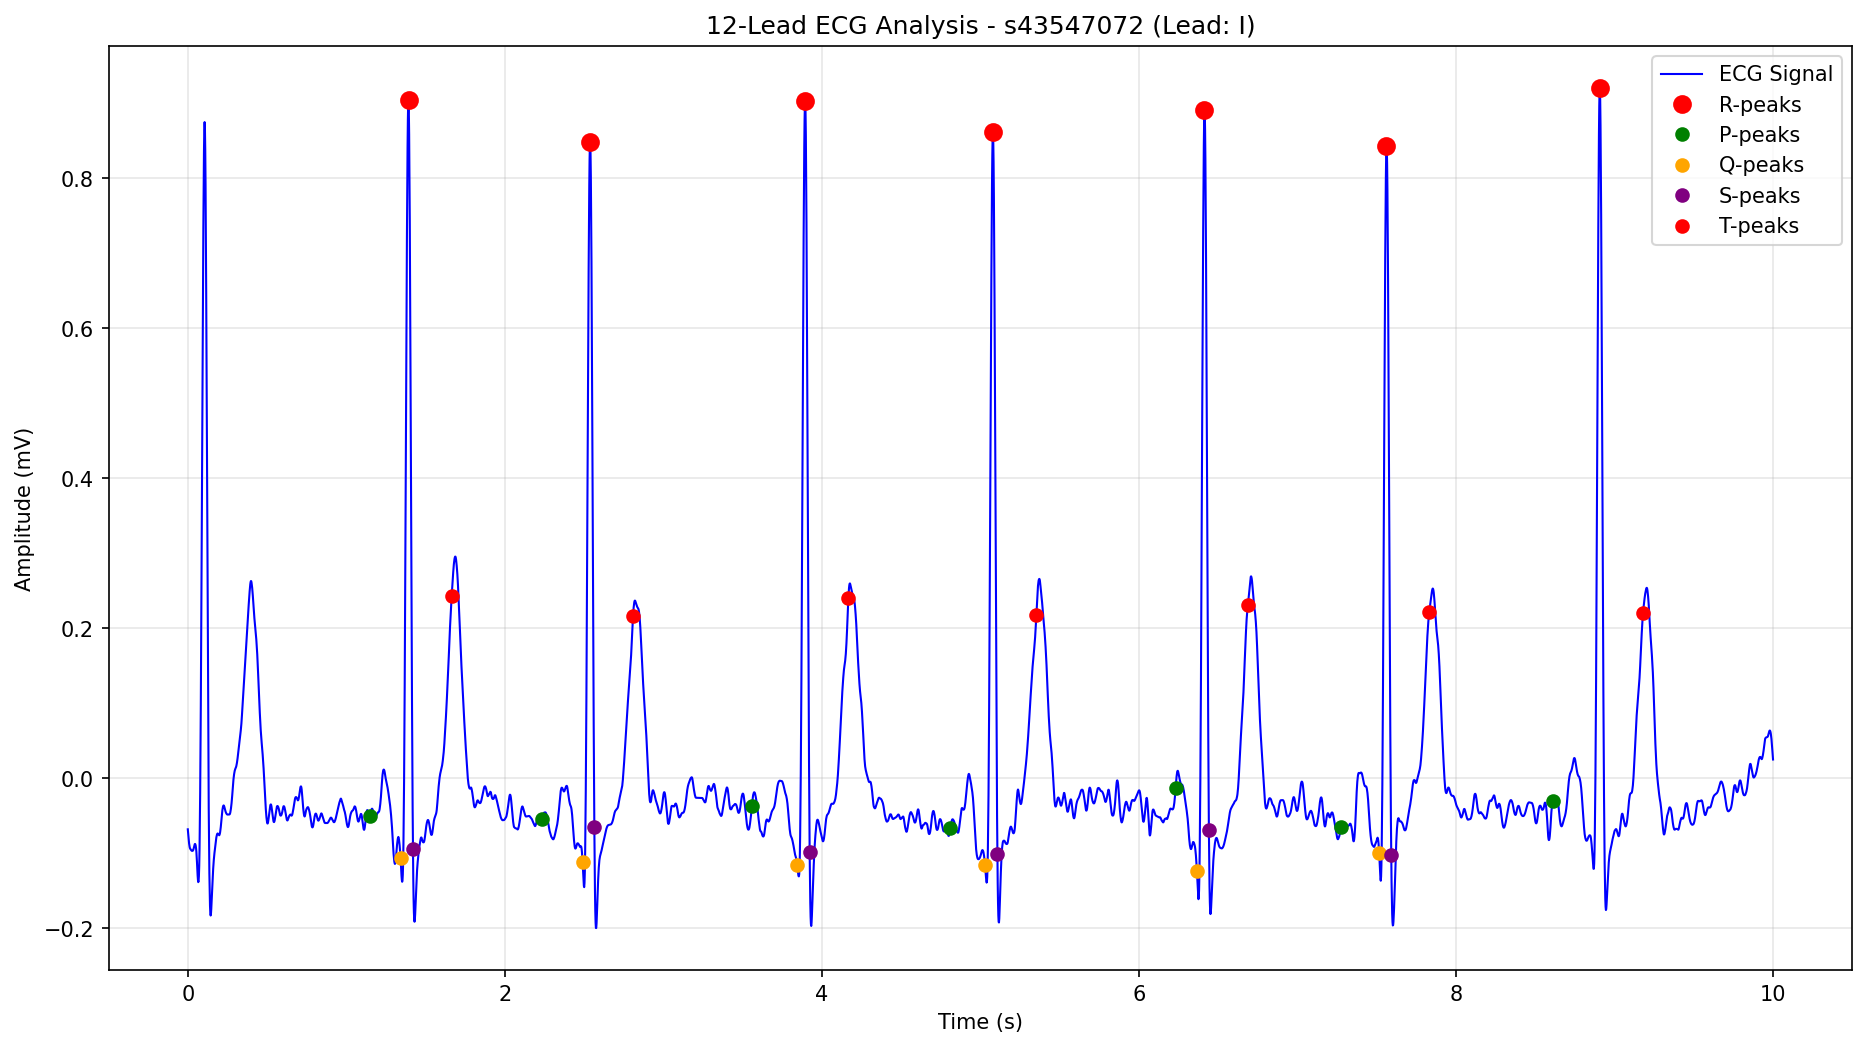 12-Lead ECG Analysis - s43547072 (Lead: I)
ECG Signal
R-peaks
P-peaks
Q-peaks
S-peaks
T-peaks
Amplitude (mV)
0.8
0.6
0.4
0.2
0.0
−0.2
0 2 4 6 8 10
Time (s)